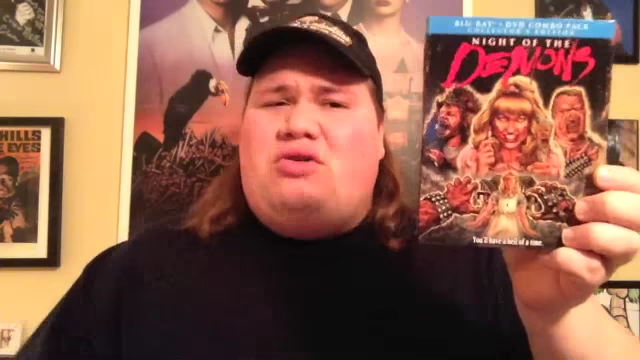 BLU-RAY + DVD COMBO PACK
COLLECTOR'S EDITION
NIGHT OF THE
DEMONS
You'll have a hell of a time.
HILLS
EYES